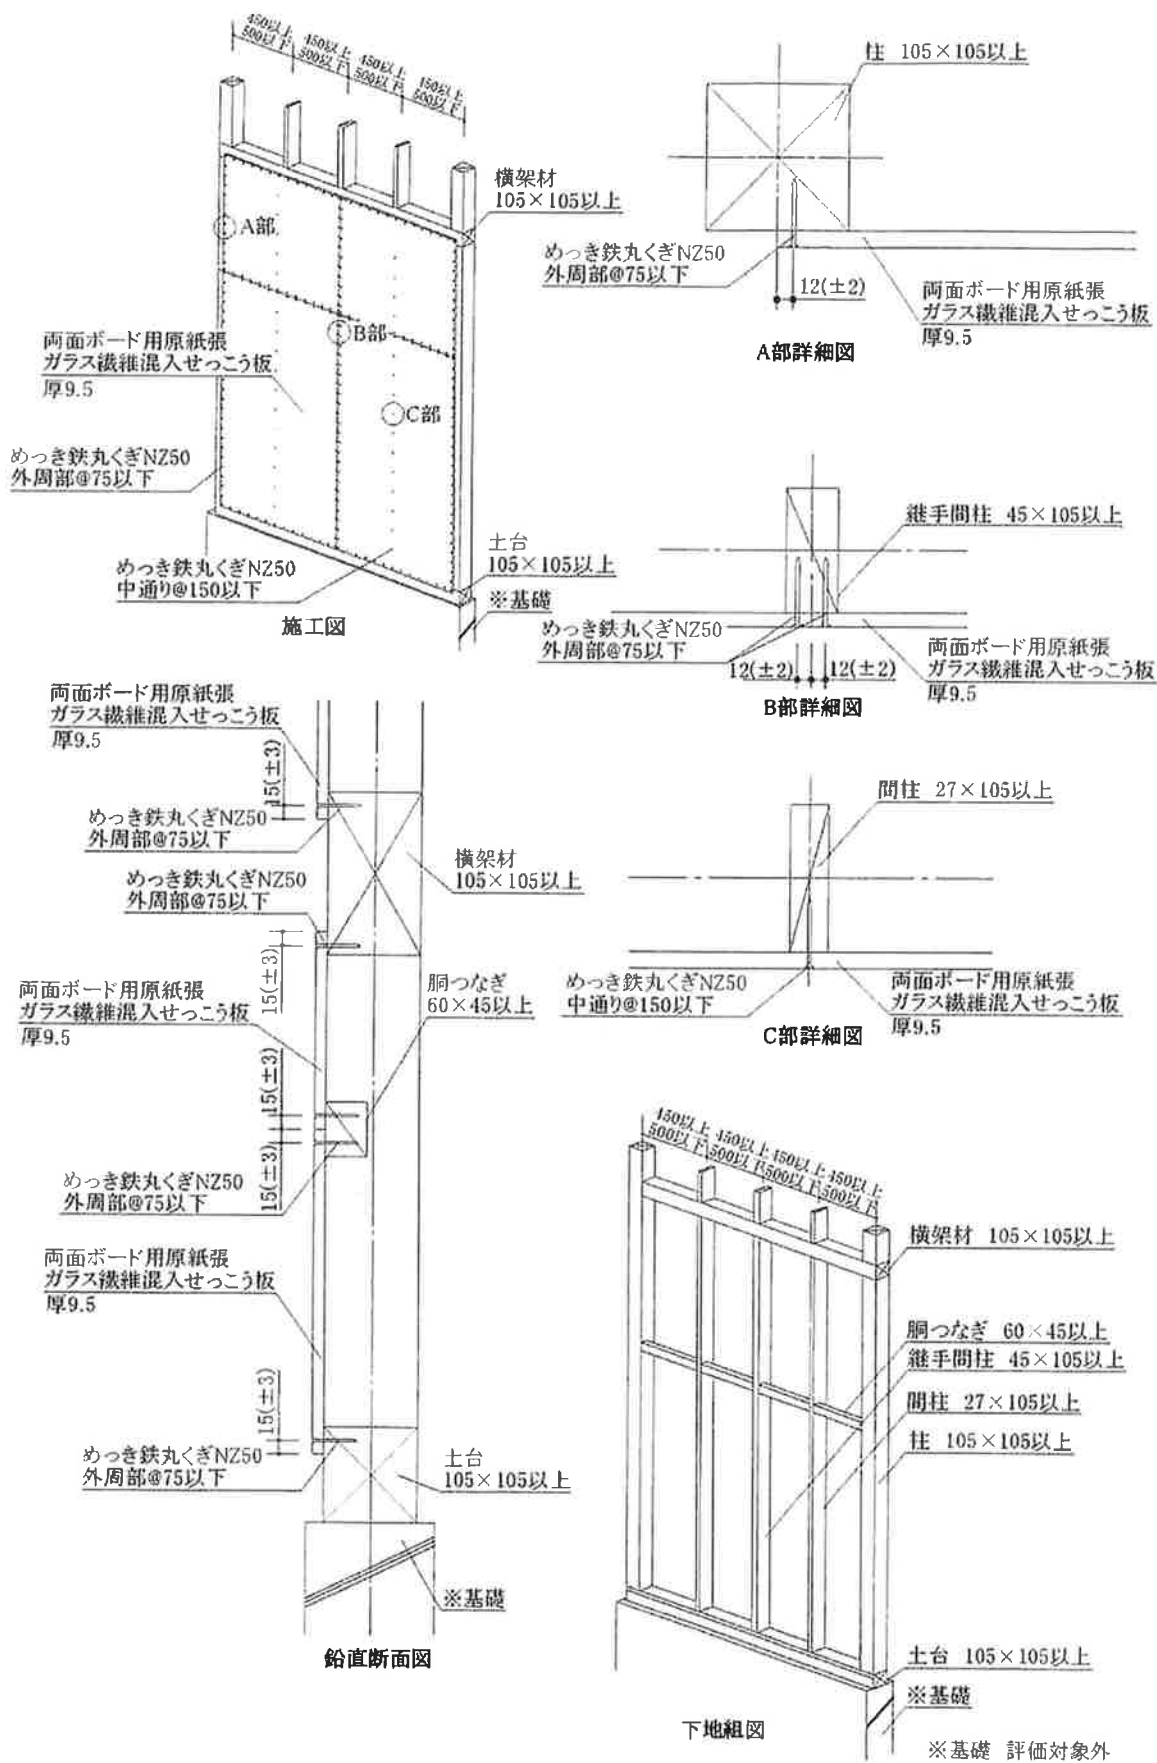 450以上
500以下
450以上
500以下
450以上
500以下
450以上
500以下
横架材
105×105以上
A部
B部
C部
両面ボード用原紙張
ガラス繊維混入せっこう板
厚9.5
めっき鉄丸くぎNZ50
外周部@75以下
めっき鉄丸くぎNZ50
中通り@150以下
土台
105×105以上
※基礎
施工図
柱 105×105以上
めっき鉄丸くぎNZ50
外周部@75以下
12(±2)
両面ボード用原紙張
ガラス繊維混入せっこう板
厚9.5
A部詳細図
継手間柱 45×105以上
めっき鉄丸くぎNZ50
外周部@75以下
12(±2)
12(±2)
両面ボード用原紙張
ガラス繊維混入せっこう板
厚9.5
B部詳細図
間柱 27×105以上
めっき鉄丸くぎNZ50
中通り@150以下
両面ボード用原紙張
ガラス繊維混入せっこう板
厚9.5
C部詳細図
両面ボード用原紙張
ガラス繊維混入せっこう板
厚9.5
15(±3)
めっき鉄丸くぎNZ50
外周部@75以下
横架材
105×105以上
めっき鉄丸くぎNZ50
外周部@75以下
15(±3)
両面ボード用原紙張
ガラス繊維混入せっこう板
厚9.5
胴つなぎ
60×45以上
15(±3)
15(±3)
めっき鉄丸くぎNZ50
外周部@75以下
両面ボード用原紙張
ガラス繊維混入せっこう板
厚9.5
15(±3)
めっき鉄丸くぎNZ50
外周部@75以下
土台
105×105以上
※基礎
鉛直断面図
450以上
500以下
450以上
500以下
450以上
500以下
450以上
500以下
横架材 105×105以上
胴つなぎ 60×45以上
継手間柱 45×105以上
間柱 27×105以上
柱 105×105以上
土台 105×105以上
※基礎
下地組図
※基礎 評価対象外